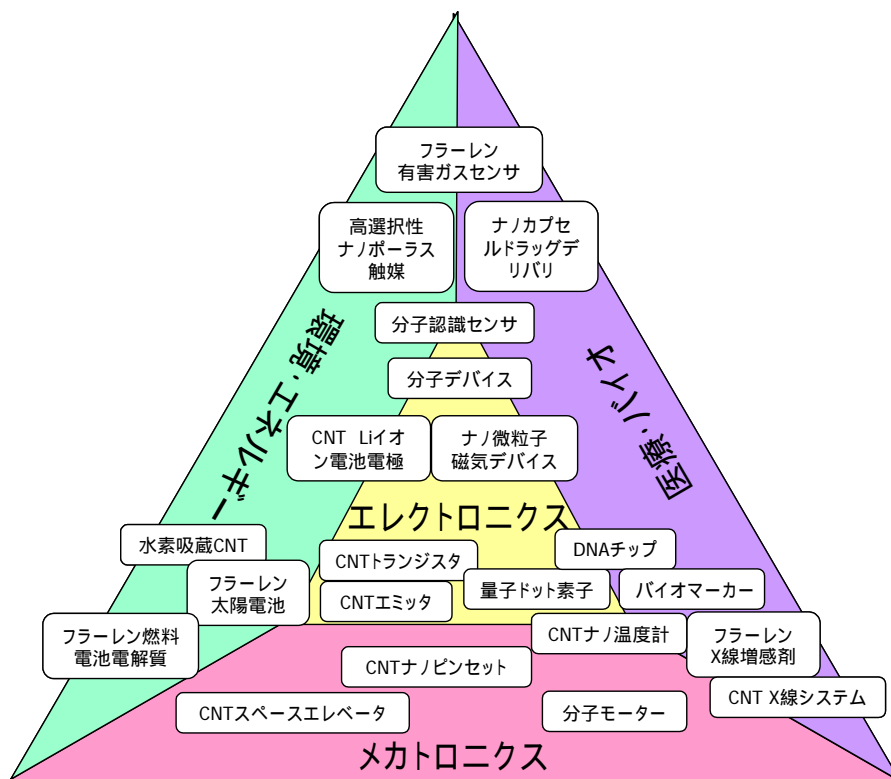 フラーレン
有害ガスセンサ
高選択性
ナノポーラス
触媒
ナノカプセ
ルドラッグデ
リバリ
分子認識センサ
環境・エネルギー
医療・バイオ
分子デバイス
CNT Liイオ
ン電池電極
ナノ微粒子
磁気デバイス
エレクトロニクス
水素吸蔵CNT
CNTトランジスタ
DNAチップ
フラーレン
太陽電池
CNTエミッタ
量子ドット素子
バイオマーカー
フラーレン燃料
電池電解質
CNTナノ温度計
フラーレン
X線増感剤
CNTナノピンセット
CNT X線システム
CNTスペースエレベータ
分子モーター
メカトロニクス